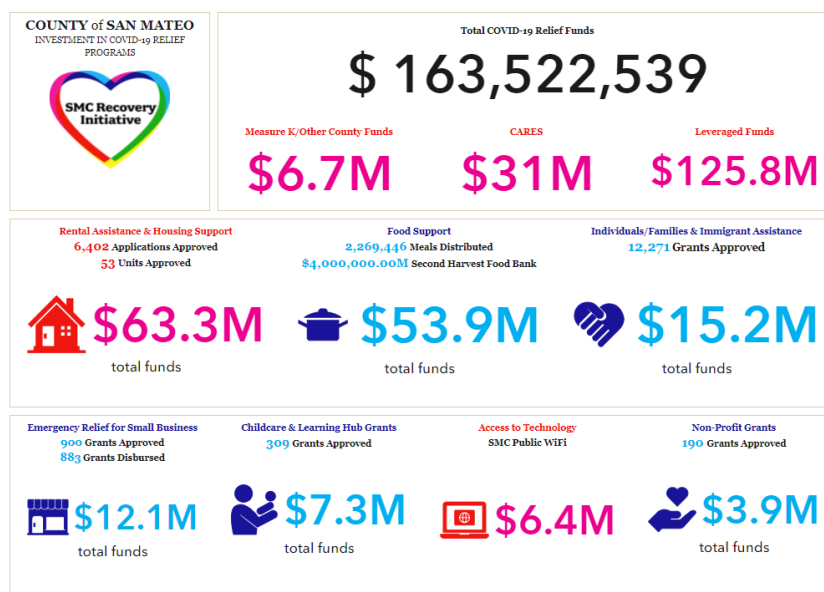 COUNTY of SAN MATEO
INVESTMENT IN COVID-19 RELIEF
PROGRAMS
SMC Recovery
Initiative
Total COVID-19 Relief Funds
$ 163,522,539
Measure K/Other County Funds
$6.7M
CARES
$31M
Leveraged Funds
$125.8M
Rental Assistance & Housing Support
6,402 Applications Approved
53 Units Approved
$63.3M
total funds
Food Support
2,269,446 Meals Distributed
$4,000,000.00M Second Harvest Food Bank
$53.9M
total funds
Individuals/Families & Immigrant Assistance
12,271 Grants Approved
$15.2M
total funds
Emergency Relief for Small Business
900 Grants Approved
883 Grants Disbursed
$12.1M
total funds
Childcare & Learning Hub Grants
309 Grants Approved
$7.3M
total funds
Access to Technology
SMC Public WiFi
$6.4M
Non-Profit Grants
190 Grants Approved
$3.9M
total funds